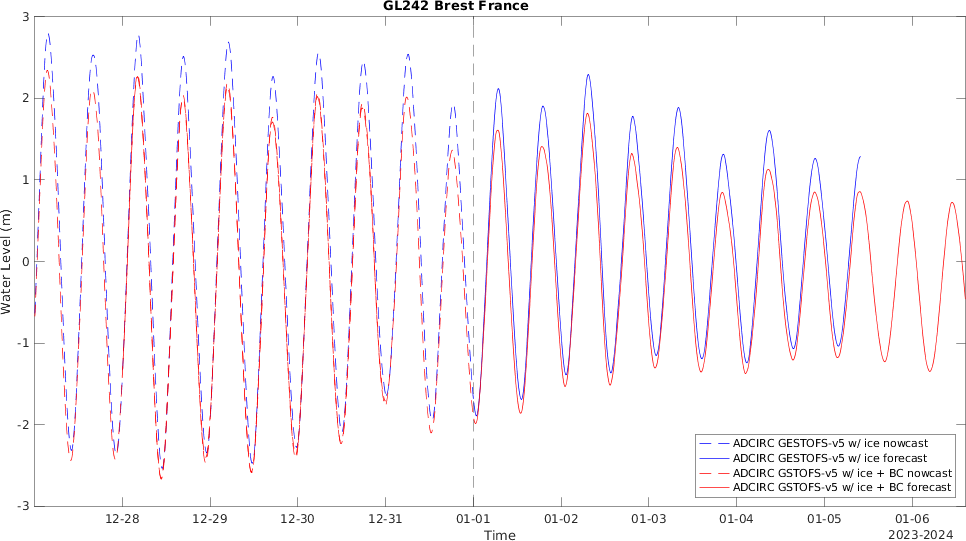 GL242 Brest France
3
2
1
0
-1
-2
-3
Water Level (m)
12-28
12-29
12-30
12-31
01-01
01-02
01-03
01-04
01-05
01-06
Time
2023-2024
ADCIRC GESTOFS-v5 w/ ice nowcast
ADCIRC GESTOFS-v5 w/ ice forecast
ADCIRC GSTOFS-v5 w/ ice + BC nowcast
ADCIRC GSTOFS-v5 w/ ice + BC forecast